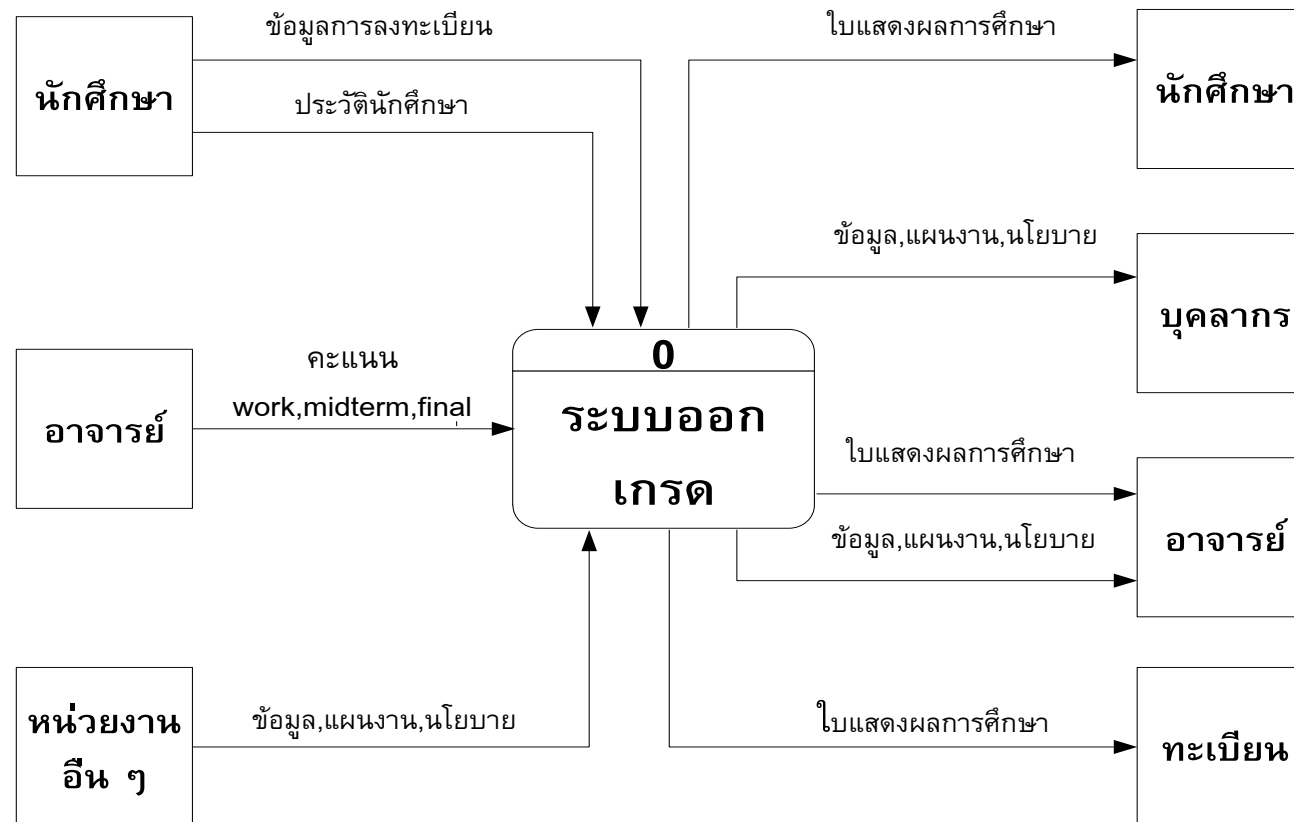 ข้อมูลการลงทะเบียน
ใบแสดงผลการศึกษา
นักศึกษา
นักศึกษา
ประวัตินักศึกษา
ข้อมูล,แผนงาน,นโยบาย
บุคลากร
คะแนน
work,midterm,final
อาจารย์
0
ระบบออก
เกรด
ใบแสดงผลการศึกษา
ข้อมูล,แผนงาน,นโยบาย
อาจารย์
หน่วยงาน
อื่น ๆ
ข้อมูล,แผนงาน,นโยบาย
ใบแสดงผลการศึกษา
ทะเบียน